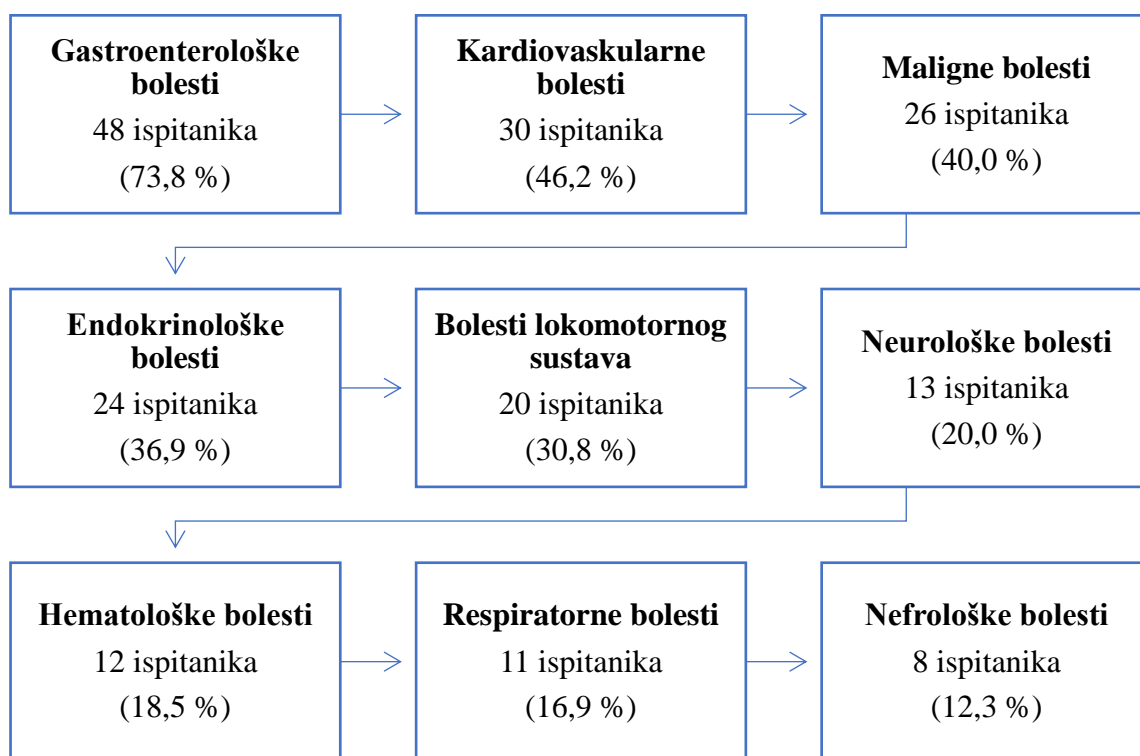 Gastroenterološke
bolesti
48 ispitanika
(73,8 %)
Kardiovaskularne
bolesti
30 ispitanika
(46,2 %)
Maligne bolesti
26 ispitanika
(40,0 %)
Endokrinološke
bolesti
24 ispitanika
(36,9 %)
Bolesti lokomotornog
sustava
20 ispitanika
(30,8 %)
Neurološke bolesti
13 ispitanika
(20,0 %)
Hematološke bolesti
12 ispitanika
(18,5 %)
Respiratorne bolesti
11 ispitanika
(16,9 %)
Nefrološke bolesti
8 ispitanika
(12,3 %)